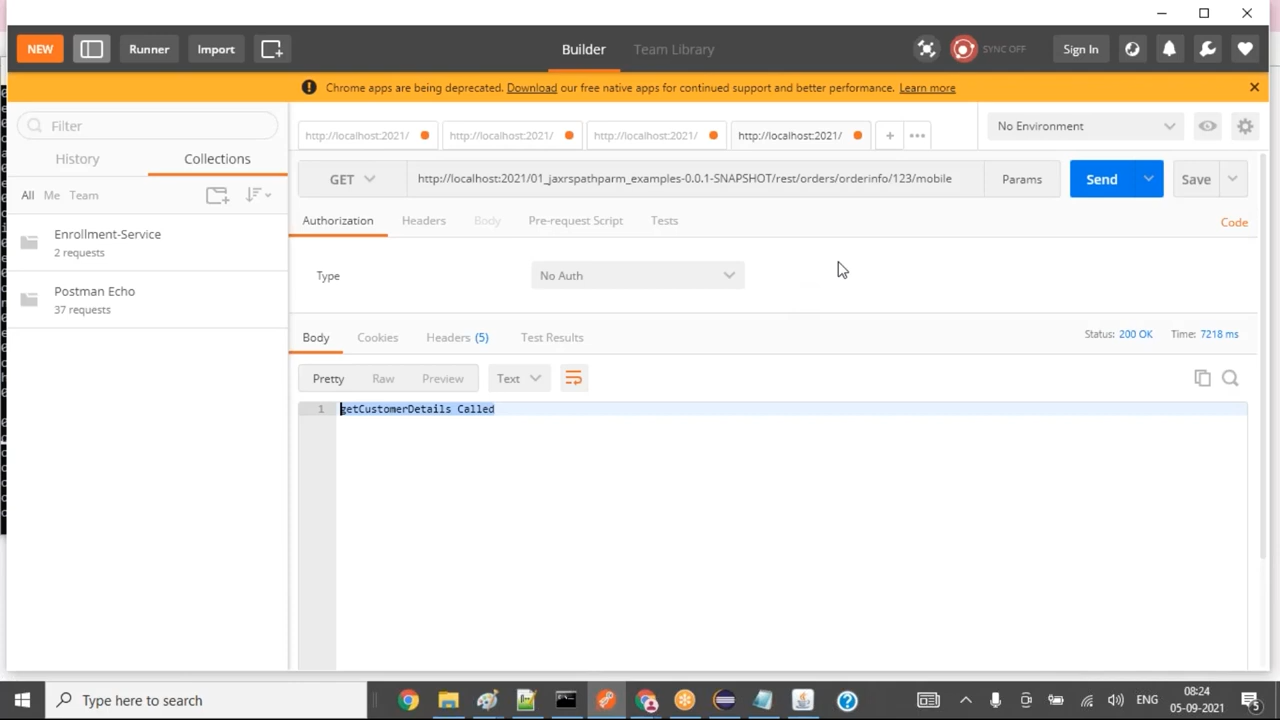 NEW
Runner
Import
Builder
Team Library
SYNC OFF
Sign In
Chrome apps are being deprecated. Download our free native apps for continued support and better performance. Learn more
Filter
History
Collections
All Me Team
Enrollment-Service
2 requests
Postman Echo
37 requests
http://localhost:2021/
http://localhost:2021/
http://localhost:2021/
http://localhost:2021/
No Environment
GET
http://localhost:2021/01_jaxrspathparm_examples-0.0.1-SNAPSHOT/rest/orders/orderinfo/123/mobile
Params
Send
Save
Authorization
Headers
Body
Pre-request Script
Tests
Code
Type
No Auth
Body
Cookies
Headers (5)
Test Results
Status: 200 OK
Time: 7218 ms
Pretty
Raw
Preview
Text
1 getCustomerDetails Called
Type here to search
ENG
08:24
05-09-2021
5